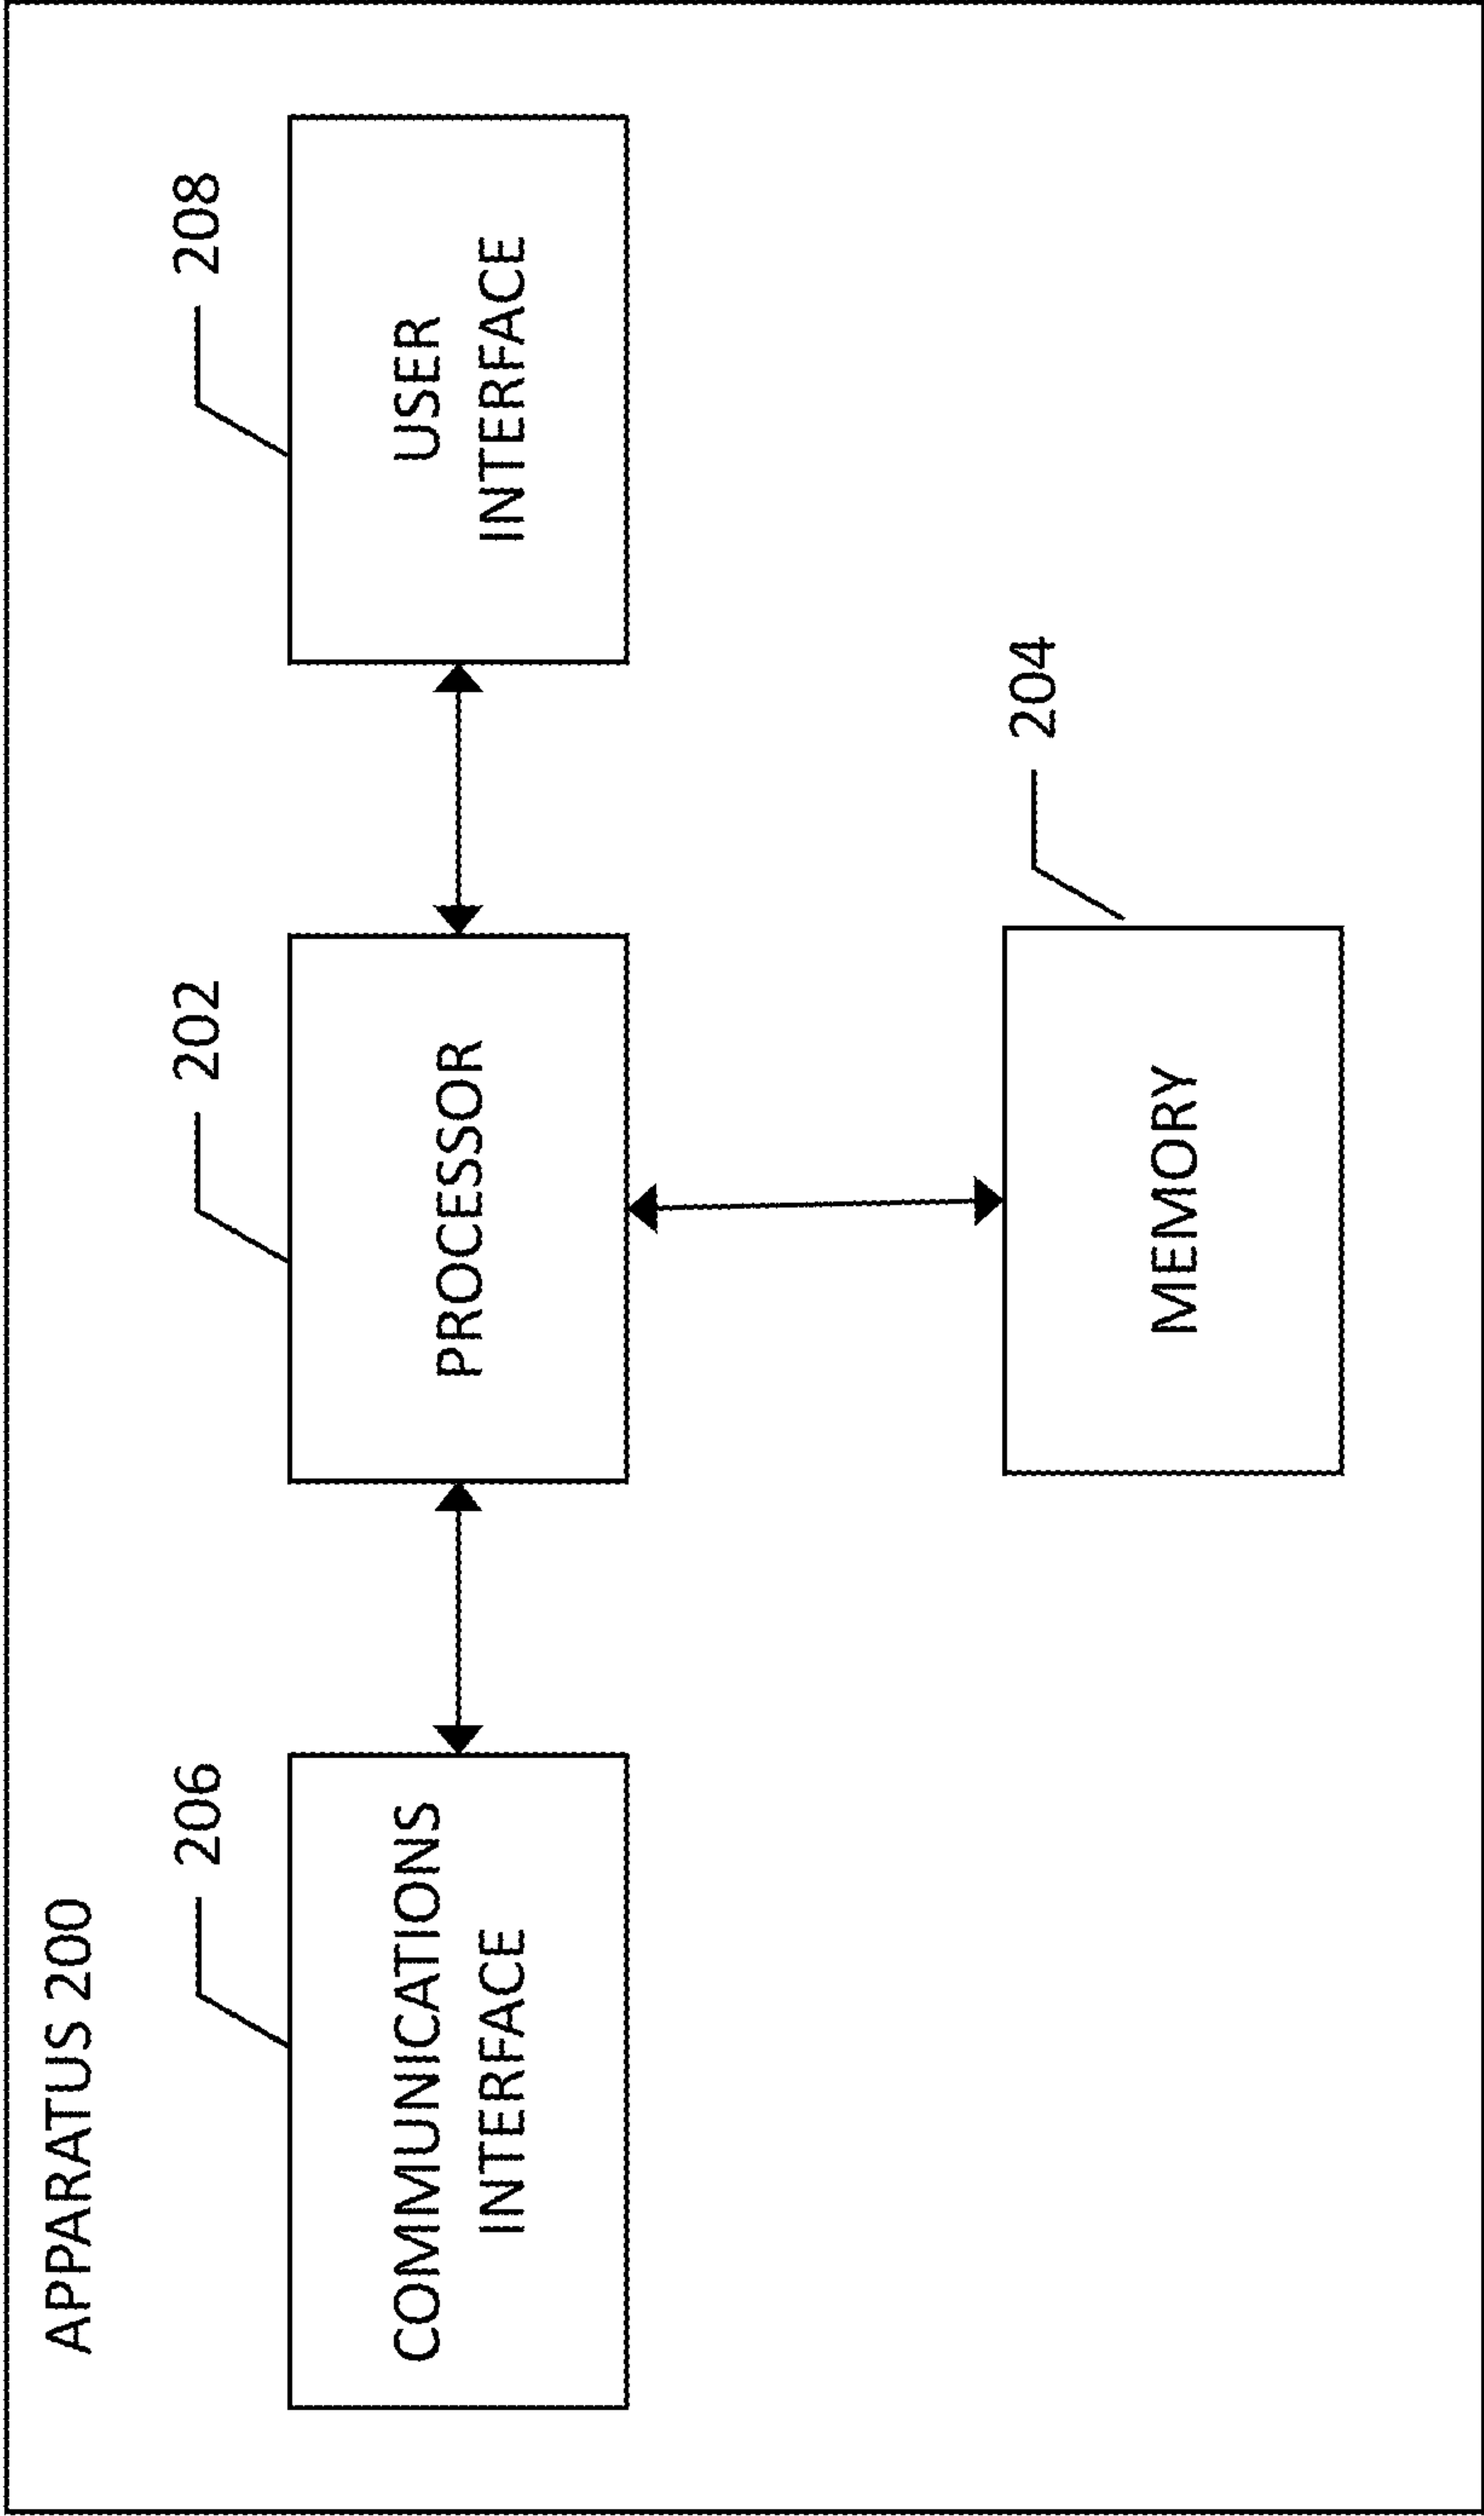 APPARATUS 200
206
202
208
COMMUNICATIONS
INTERFACE
PROCESSOR
USER
INTERFACE
204
MEMORY